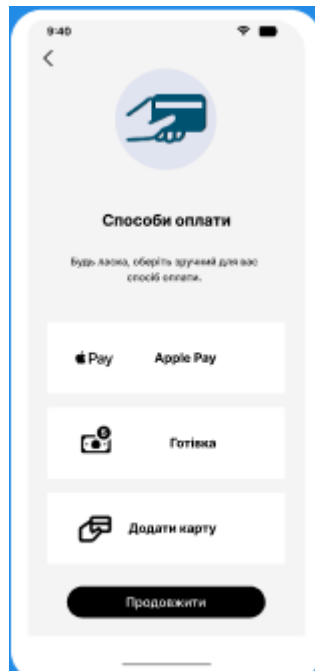 9:40
Способи оплати
Будь ласка, оберіть зручний для вас
спосіб оплати.
Pay Apple Pay
Готівка
Додати карту
Продовжити